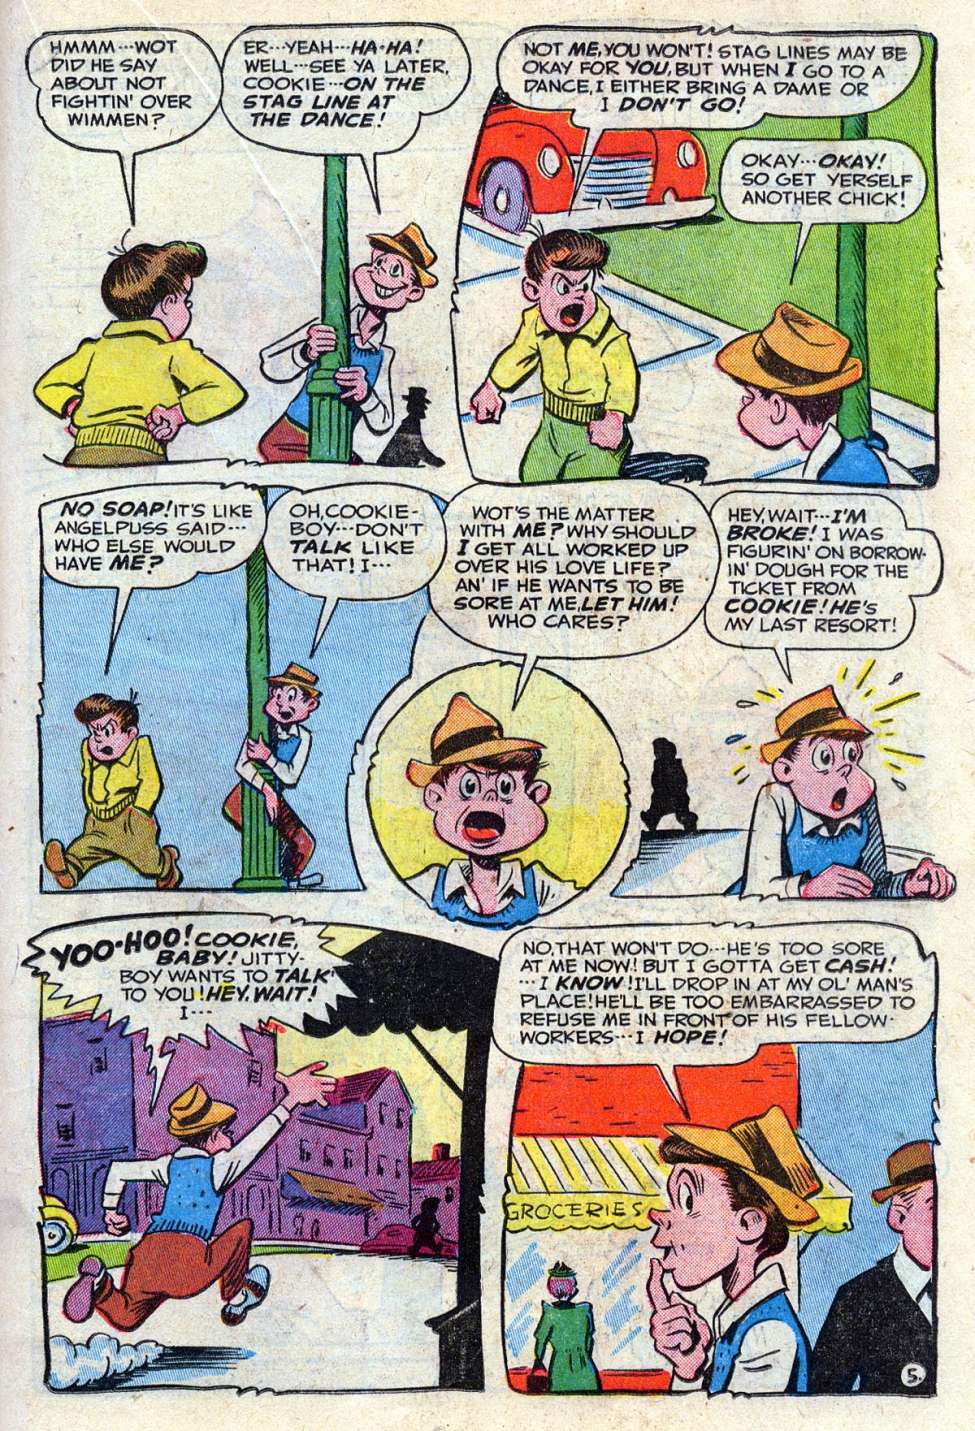 HMMM---WOT
DID HE SAY
ABOUT NOT
FIGHTIN' OVER
WIMMEN?
ER---YEAH---HA-HA!
WELL---SEE YA LATER,
COOKIE---ON THE
STAG LINE AT
THE DANCE!
NOT ME, YOU WON'T! STAG LINES MAY BE
OKAY FOR YOU, BUT WHEN I GO TO A
DANCE, I EITHER BRING A DAME OR
I DON'T GO!
OKAY---OKAY!
SO GET YERSELF
ANOTHER CHICK!
NO SOAP! IT'S LIKE
ANGELPUSS SAID---
WHO ELSE WOULD
HAVE ME?
OH, COOKIE-
BOY---DON'T
TALK LIKE
THAT! I---
WOT'S THE MATTER
WITH ME? WHY SHOULD
I GET ALL WORKED UP
OVER HIS LOVE LIFE?
AN' IF HE WANTS TO BE
SORE AT ME, LET HIM!
WHO CARES?
HEY, WAIT---I'M
BROKE! I WAS
FIGURIN' ON BORROW-
IN' DOUGH FOR THE
TICKET FROM
COOKIE! HE'S
MY LAST RESORT!
YOO-HOO! COOKIE,
BABY! JITTY-
BOY WANTS TO TALK
TO YOU! HEY, WAIT!
I---
NO, THAT WON'T DO---HE'S TOO SORE
AT ME NOW! BUT I GOTTA GET CASH!
---I KNOW! I'LL DROP IN AT MY OL' MAN'S
PLACE! HE'LL BE TOO EMBARRASSED TO
REFUSE ME IN FRONT OF HIS FELLOW-
WORKERS---I HOPE!
GROCERIES
5